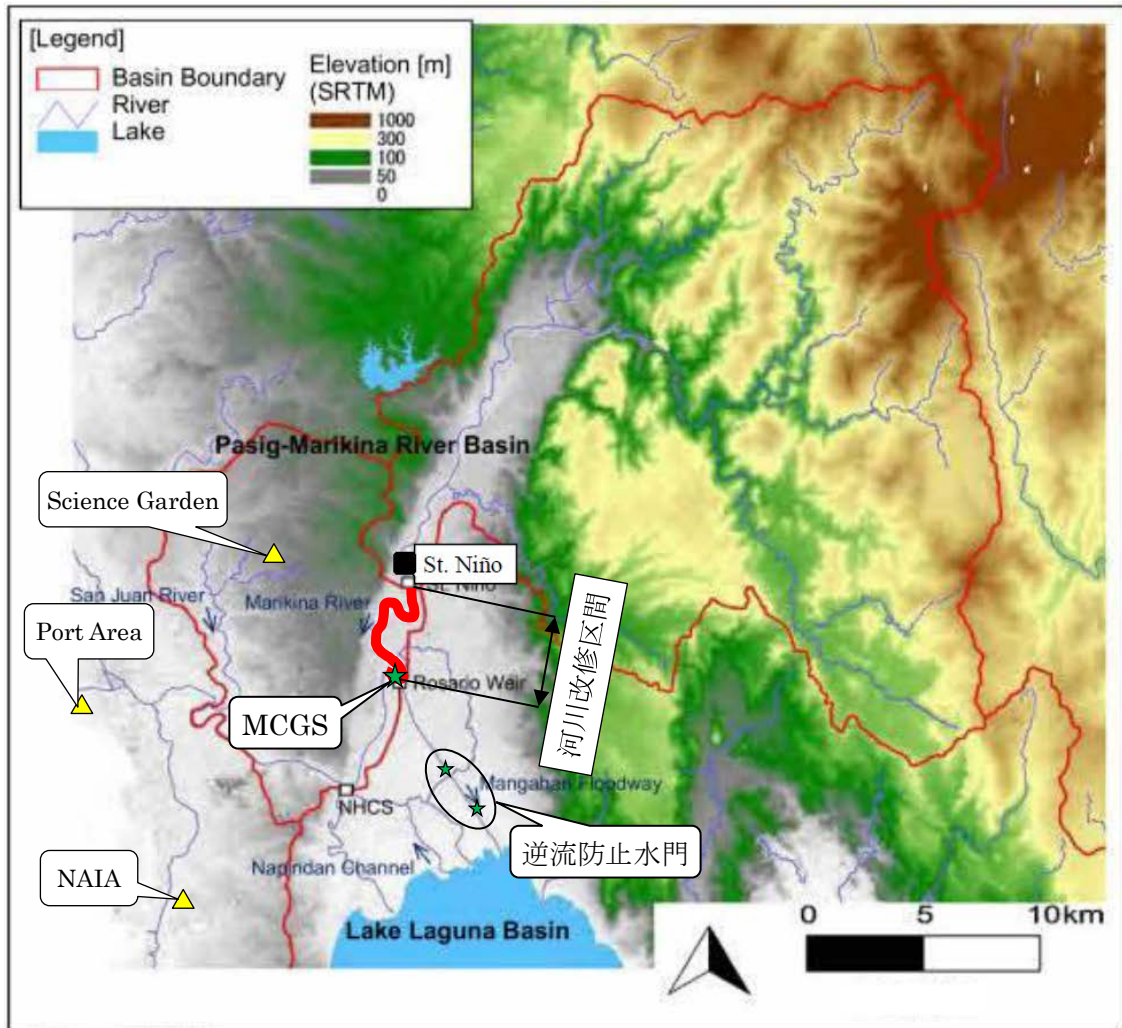 [Legend]
Basin Boundary
River
Lake
Elevation [m]
(SRTM)
1000
300
100
50
0
Pasig-Marikina River Basin
Science Garden
St. Niño
St. Niño
San Juan River
Marikina River
Port Area
河川改修区間
Rosario Weir
MCGS
Mangahan Floodway
NHCS
逆流防止水門
Napindan Channel
NAIA
0 5 10km
Lake Laguna Basin